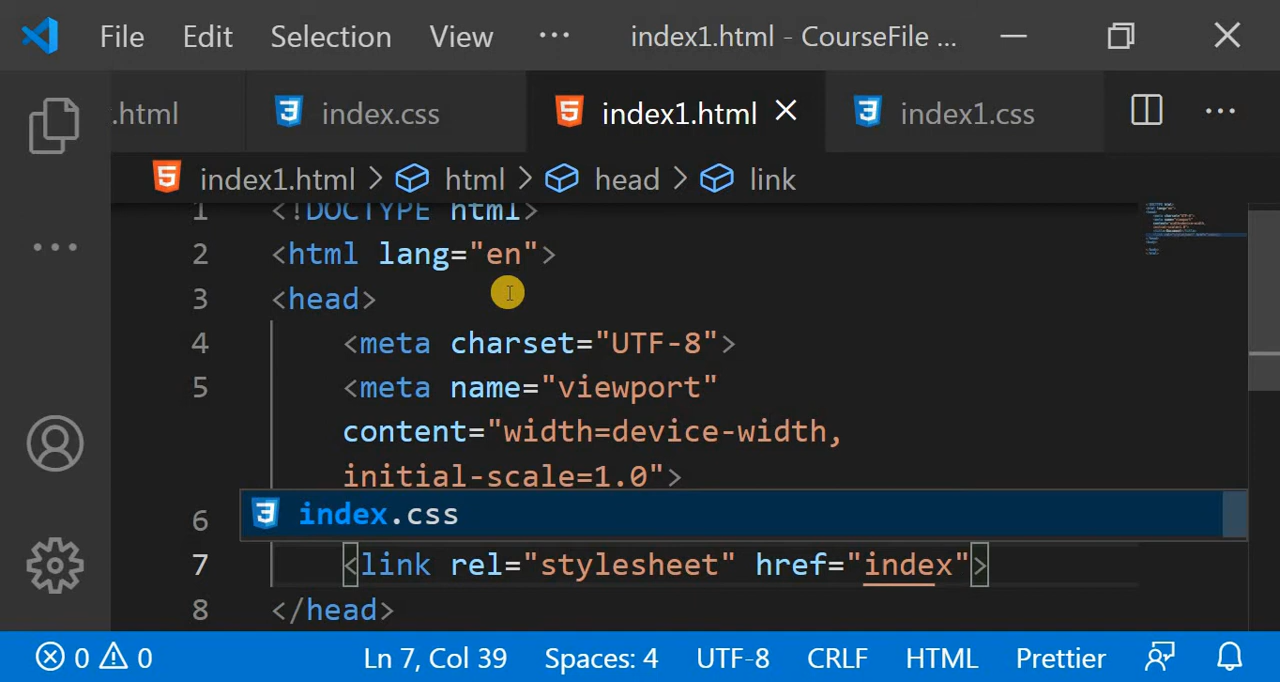 File Edit Selection View ··· index1.html - CourseFile ...
.html index.css index1.html index1.css ···
index1.html > html > head > link
1 <!DOCTYPE html>
2 <html lang="en">
3 <head>
4 <meta charset="UTF-8">
5 <meta name="viewport"
content="width=device-width,
initial-scale=1.0">
6 index.css
7 <link rel="stylesheet" href="index">
8 </head>
0 0 Ln 7, Col 39 Spaces: 4 UTF-8 CRLF HTML Prettier